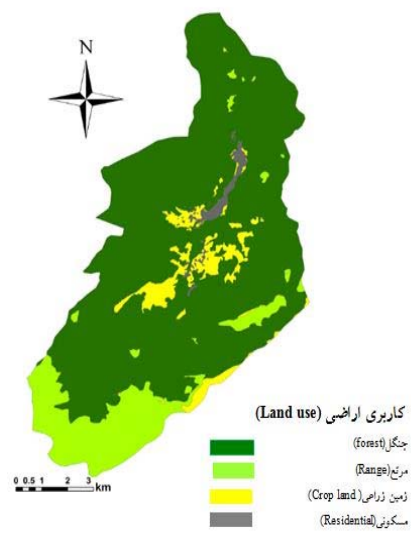 N
کاربری اراضی (Land use)
جنگل(forest)
مرتع(Range)
زمین زراعی( Crop land)
مسکونی(Residential)
0 0.5 1 2 3 km